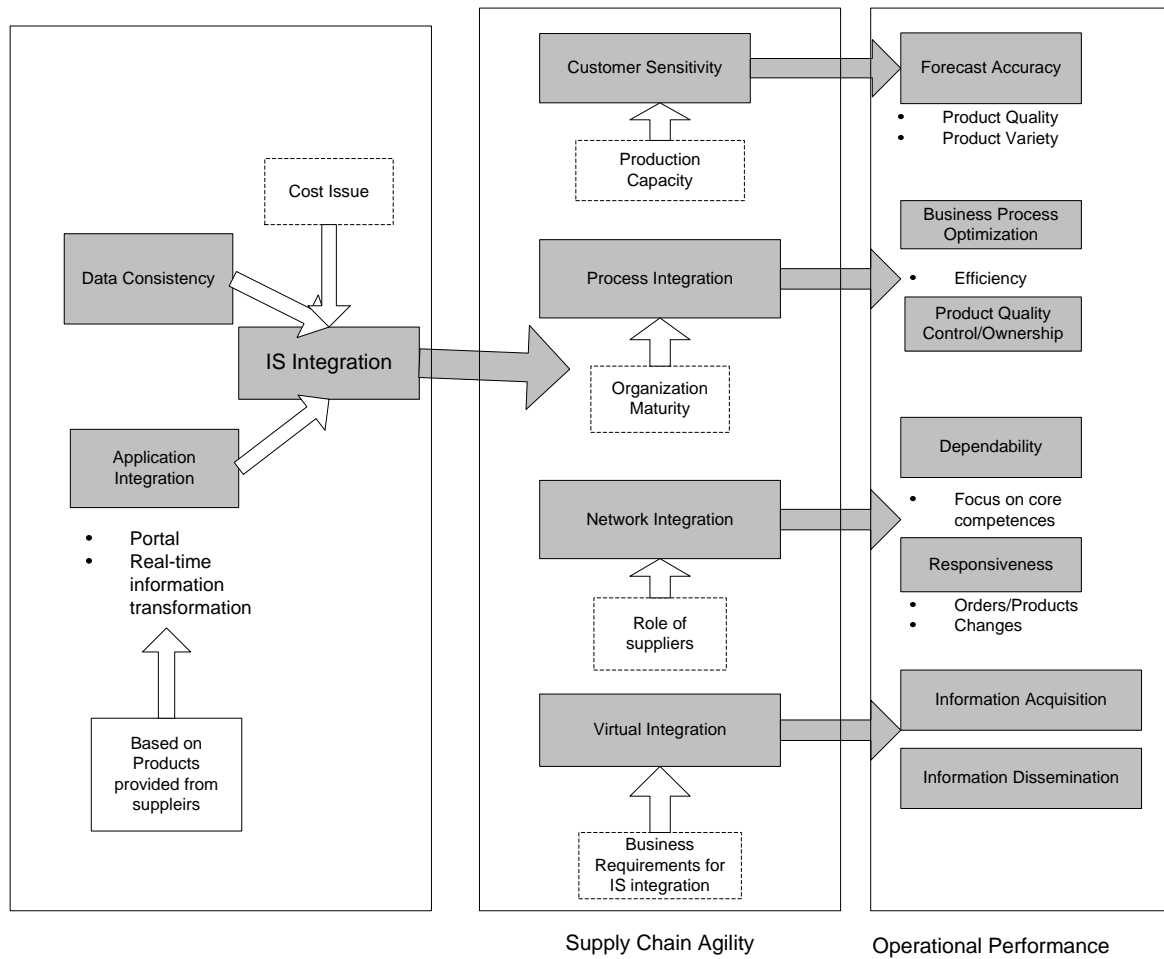 Cost Issue
Data Consistency
IS Integration
Application
Integration
• Portal
• Real-time
information
transformation
Based on
Products
provided from
suppleirs
Customer Sensitivity
Production
Capacity
Process Integration
Organization
Maturity
Network Integration
Role of
suppliers
Virtual Integration
Business
Requirements for
IS integration
Supply Chain Agility
Forecast Accuracy
• Product Quality
• Product Variety
Business Process
Optimization
• Efficiency
Product Quality
Control/Ownership
Dependability
• Focus on core
competences
Responsiveness
• Orders/Products
• Changes
Information Acquisition
Information Dissemination
Operational Performance